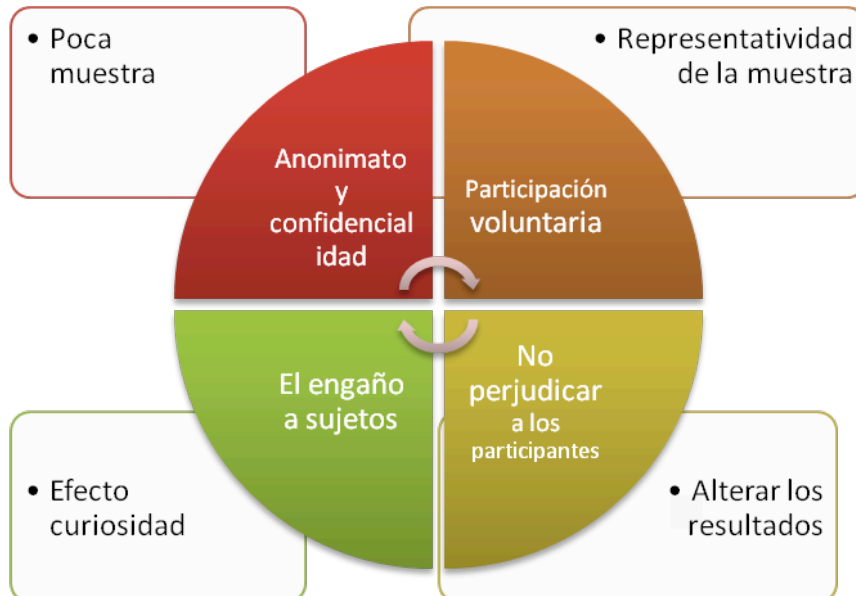 • Poca
muestra
• Representatividad
de la muestra
Anonimato
y
confidencial
idad
Participación
voluntaria
El engaño
a sujetos
No
perjudicar
a los
participantes
• Efecto
curiosidad
• Alterar los
resultados